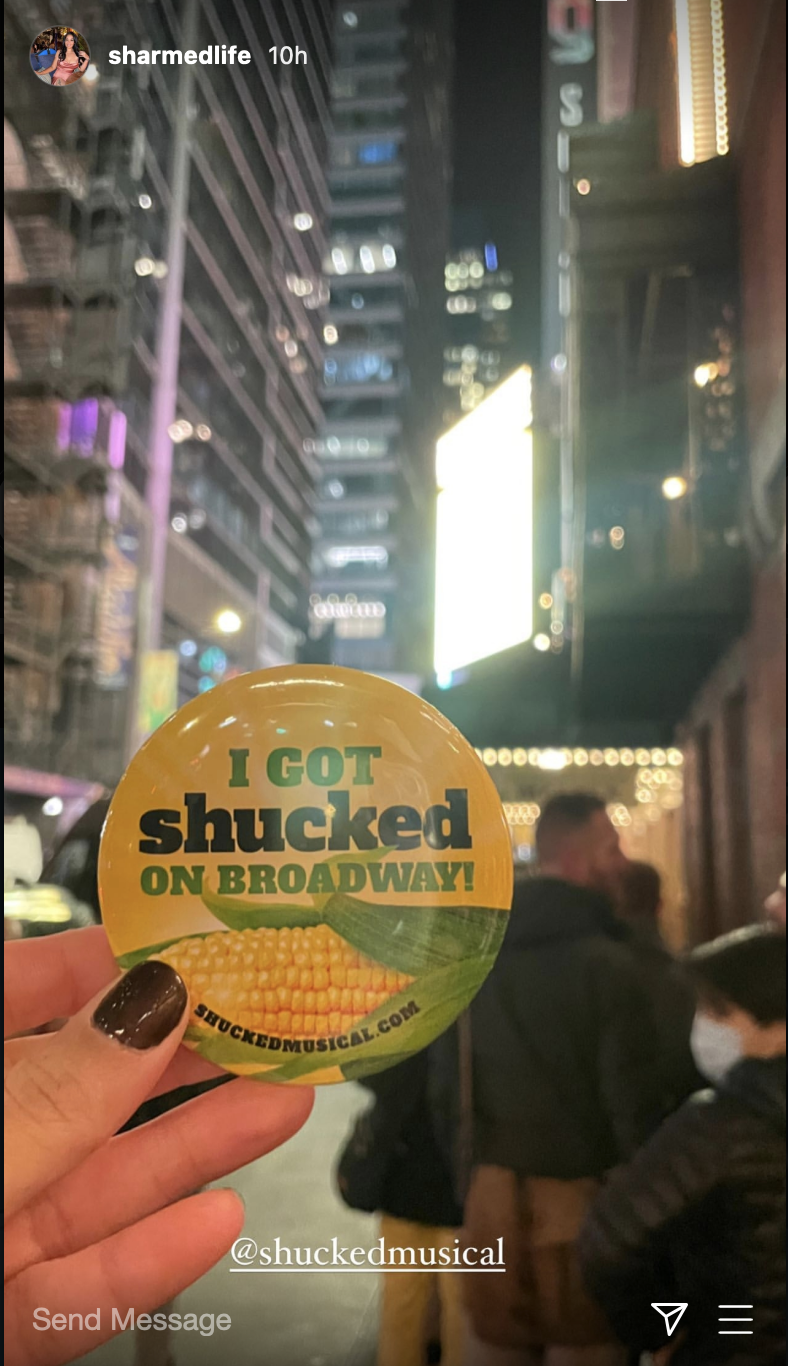 sharmedlife 10h
I GOT
shucked
ON BROADWAY!
SHUCKEDMUSICAL.COM
@shuckedmusical
Send Message